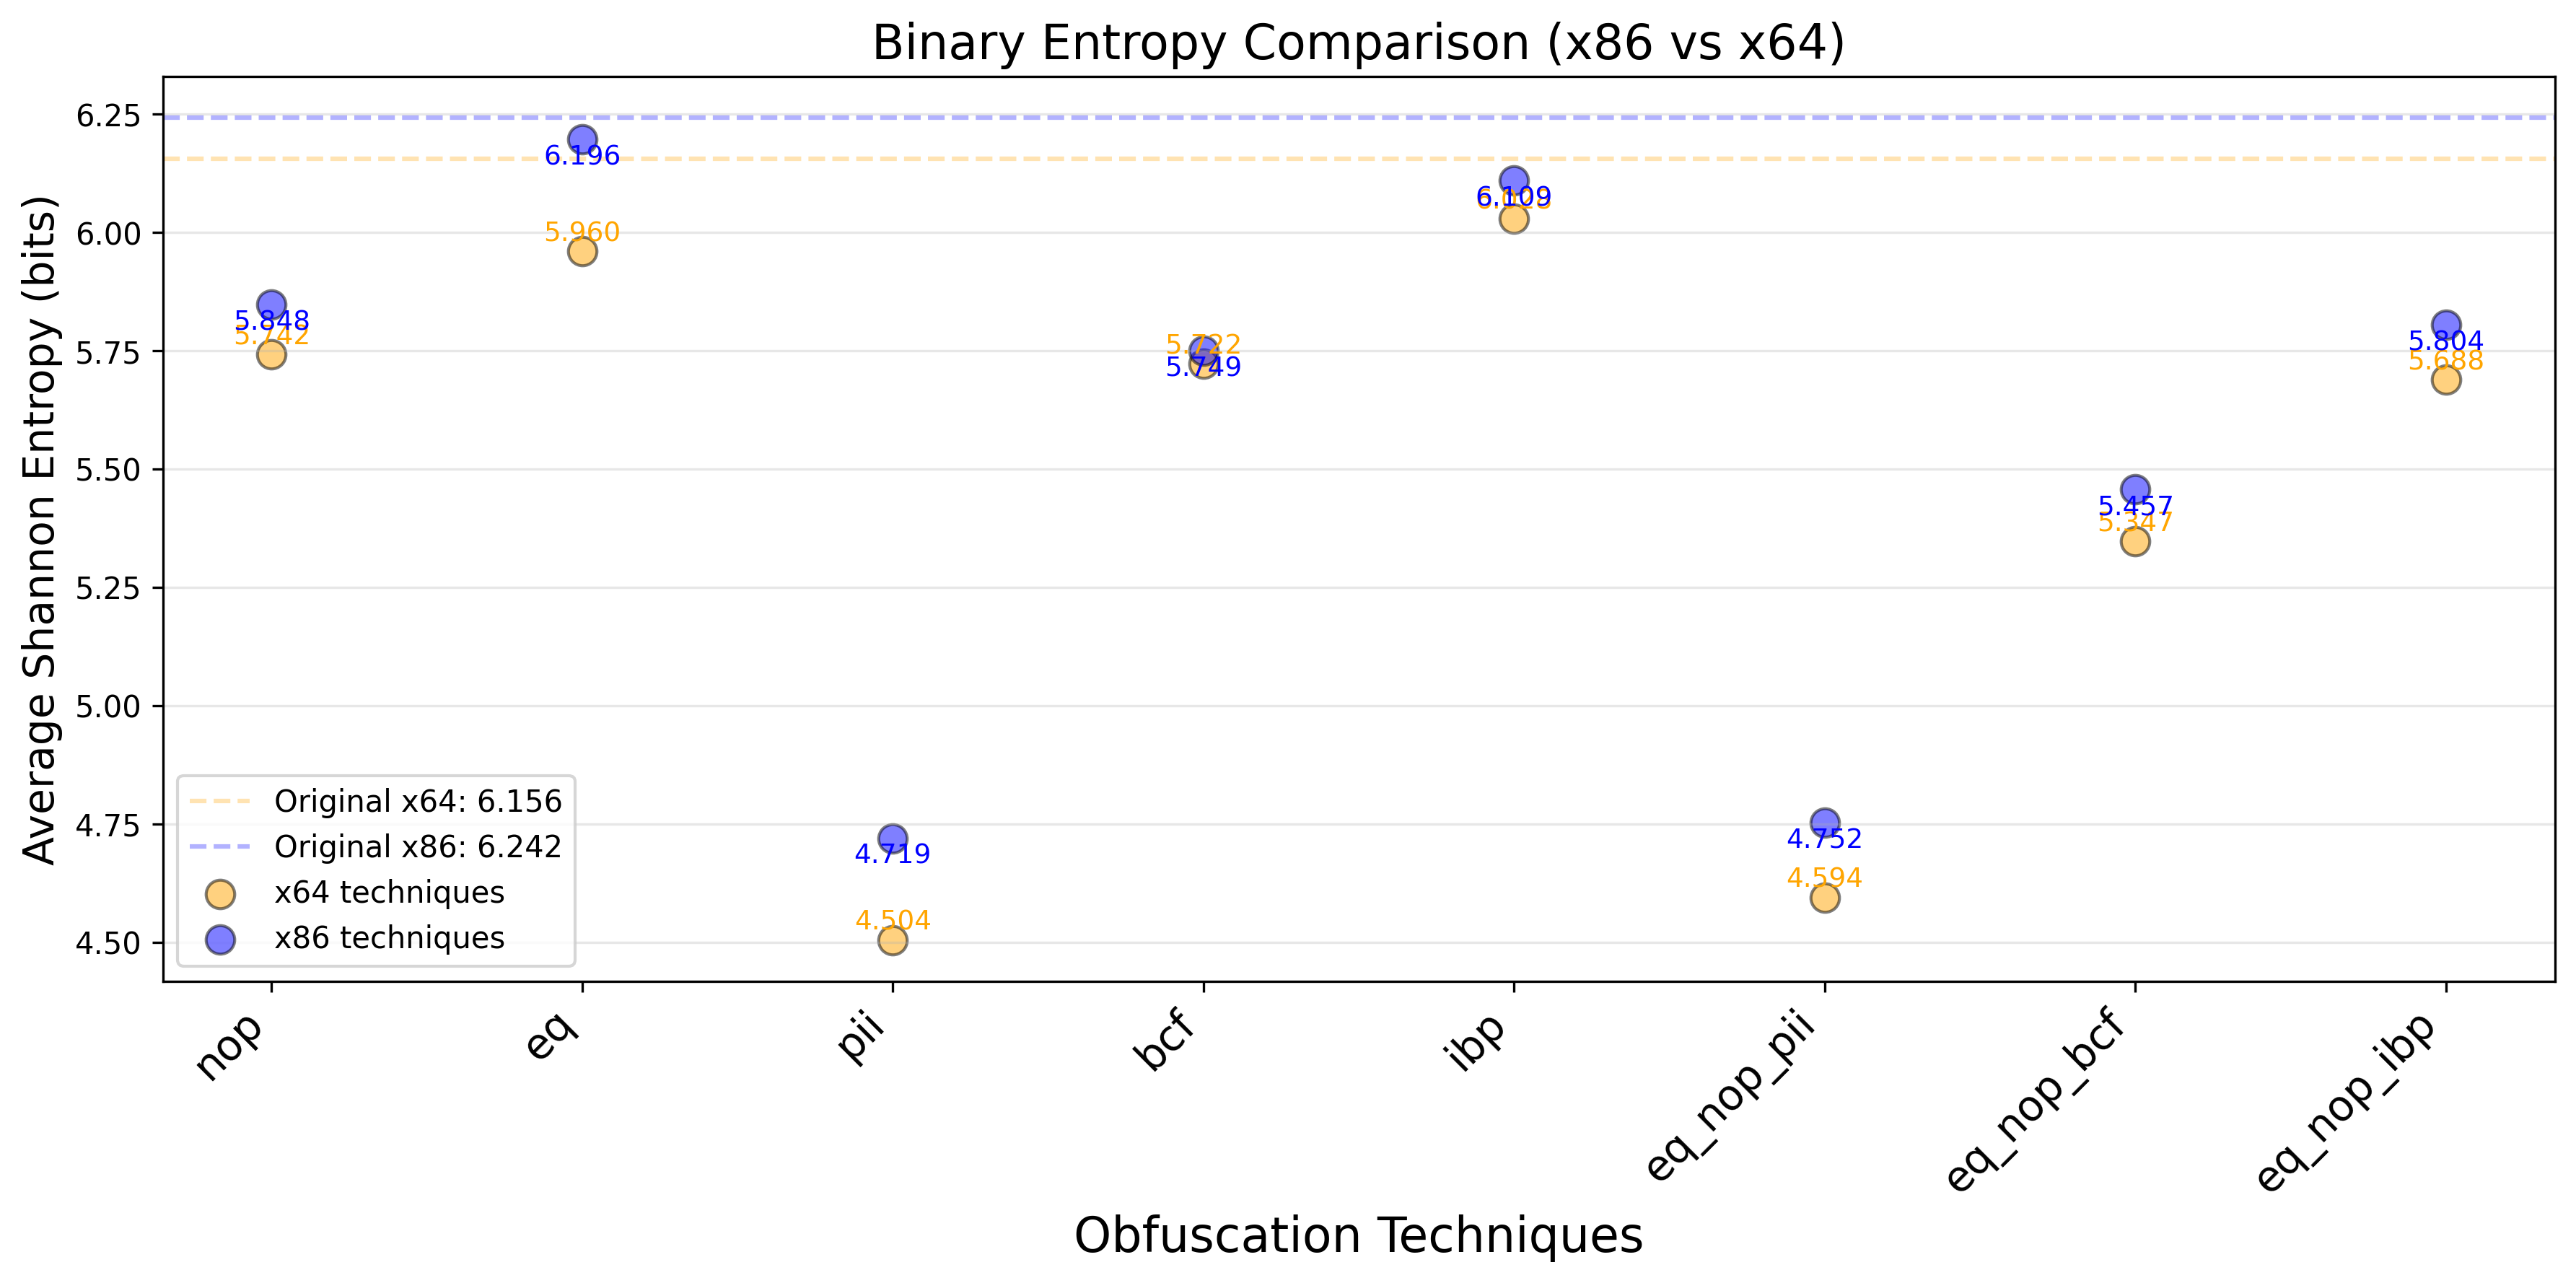 Binary Entropy Comparison (x86 vs x64)
Average Shannon Entropy (bits)
6.25
6.00
5.75
5.50
5.25
5.00
4.75
4.50
5.848
5.742
6.196
5.960
4.719
4.504
5.722
5.749
6.109
4.752
4.594
5.457
5.347
5.804
5.688
Original x64: 6.156
Original x86: 6.242
x64 techniques
x86 techniques
nop
eq
pii
bcf
ibp
eq_nop_pii
eq_nop_bcf
eq_nop_ibp
Obfuscation Techniques